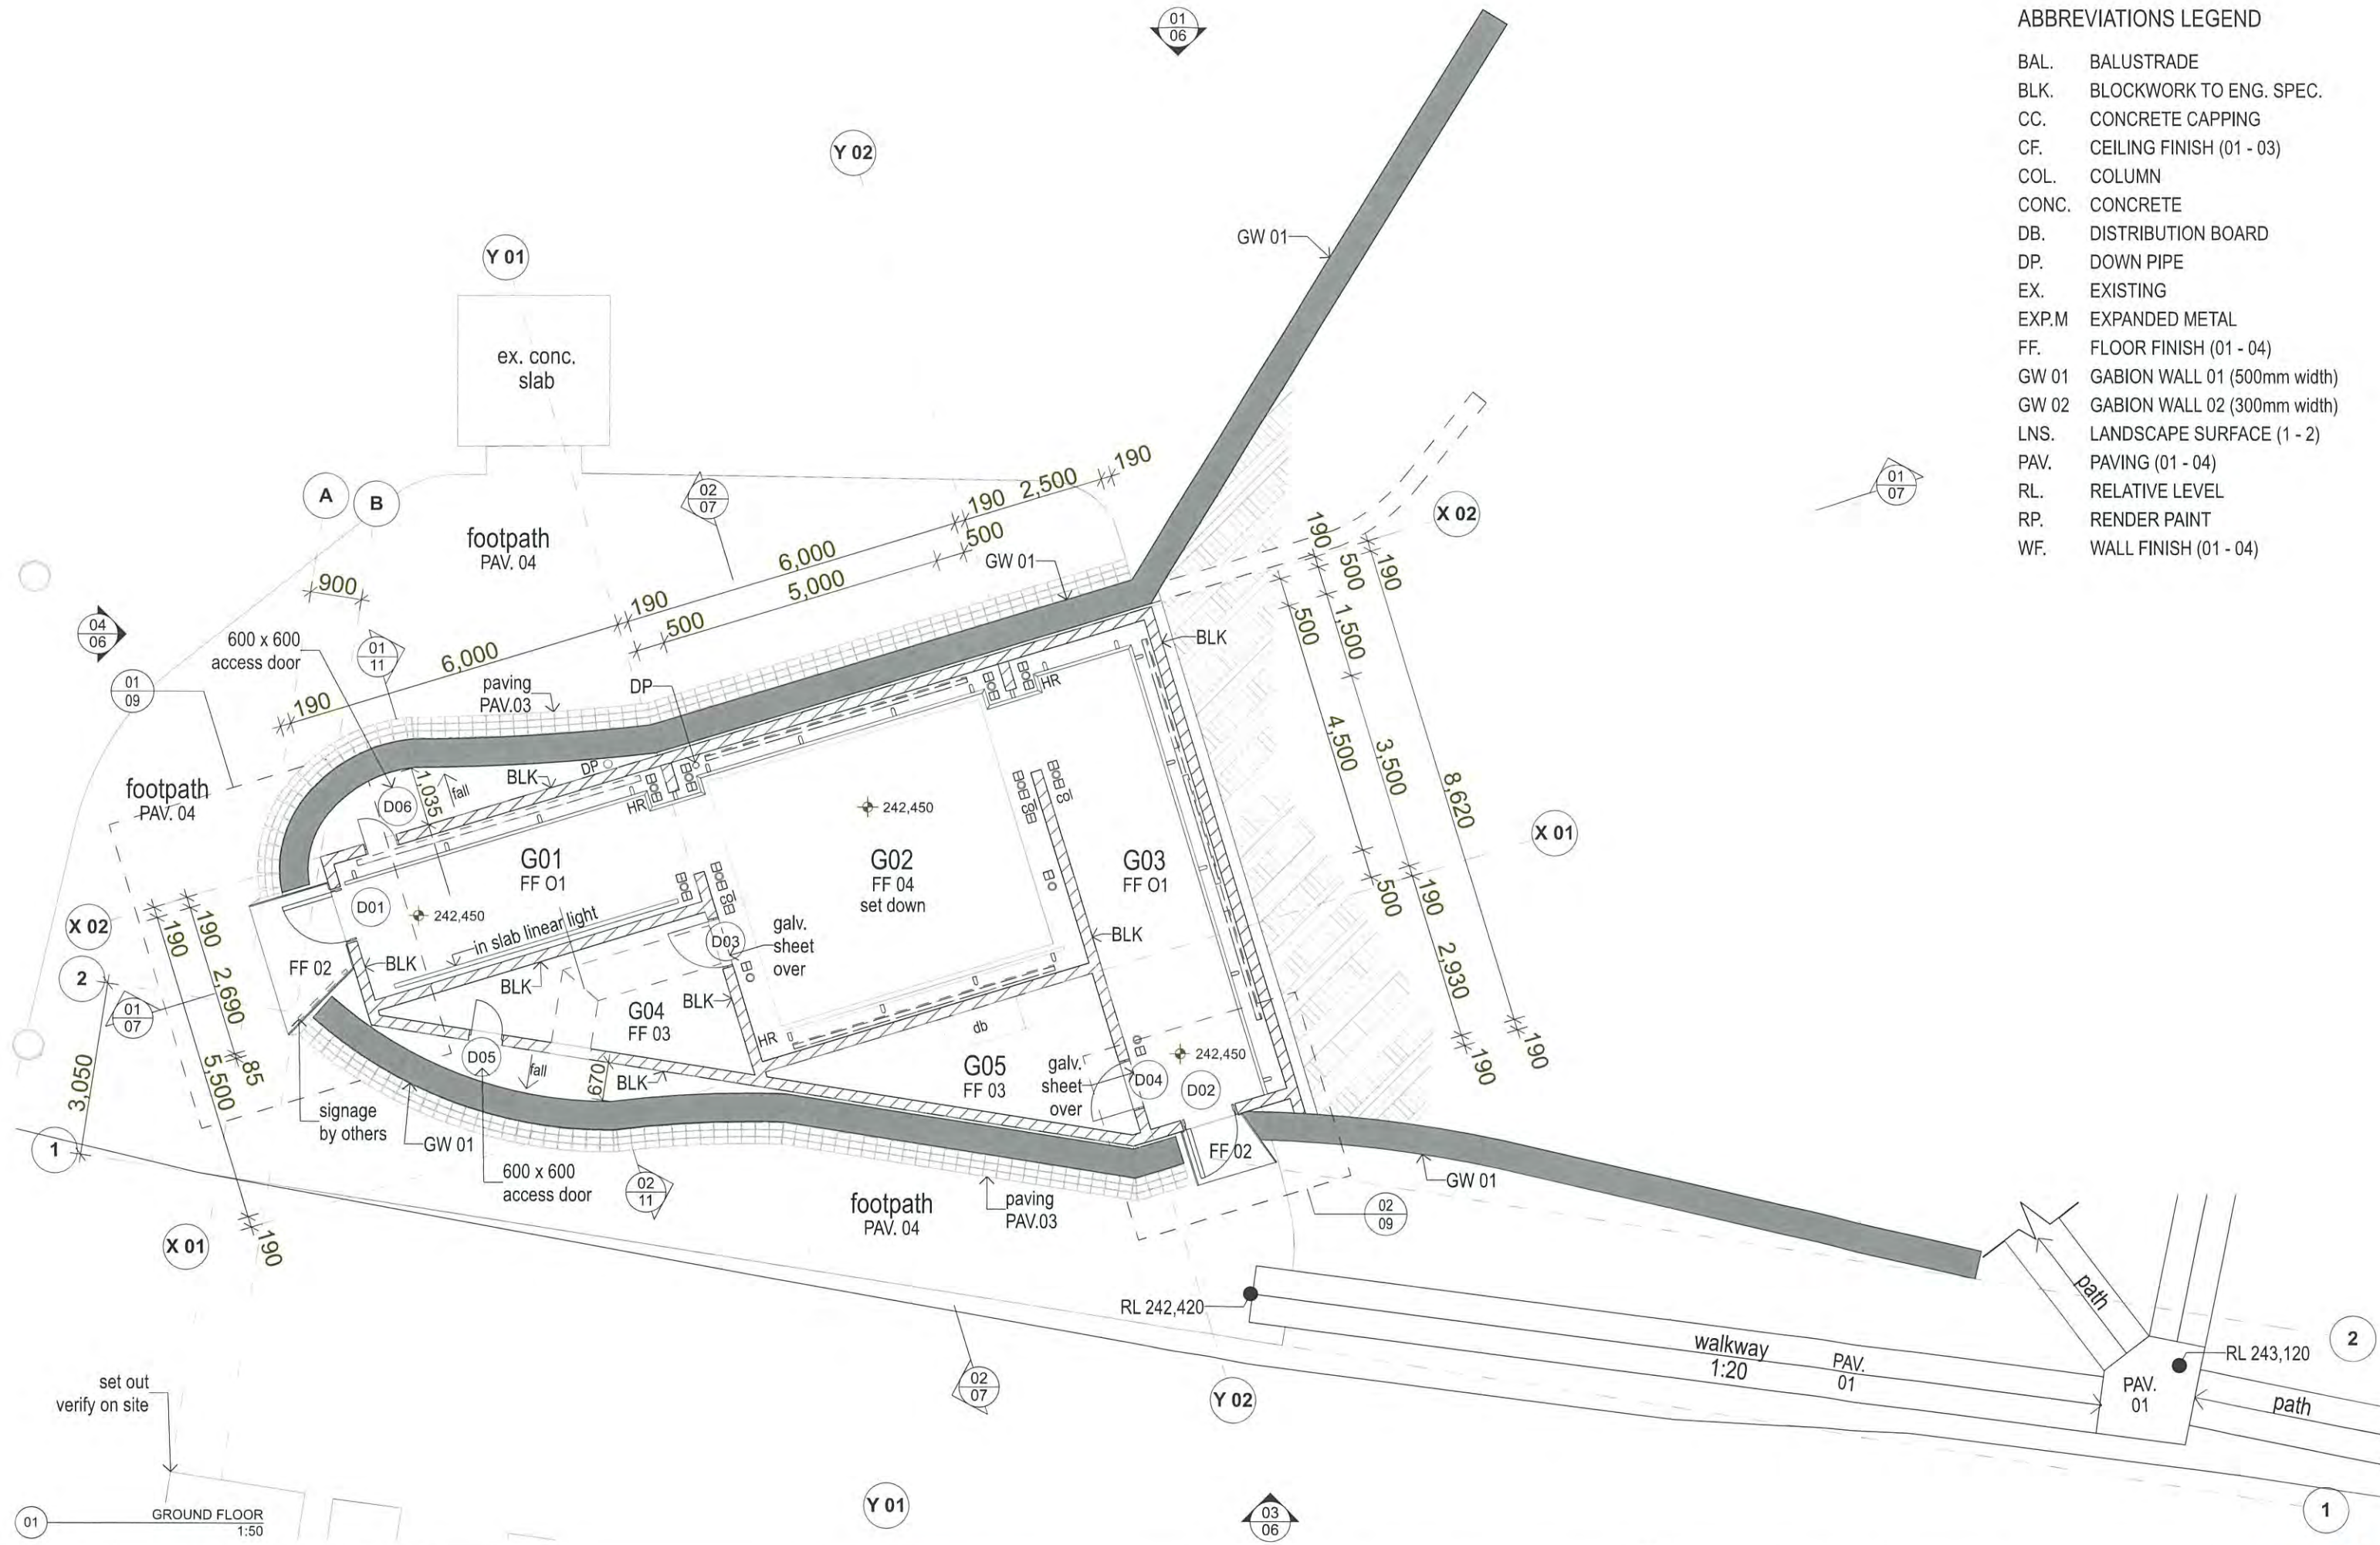 ABBREVIATIONS LEGEND
BAL. BALUSTRADE
BLK. BLOCKWORK TO ENG. SPEC.
CC. CONCRETE CAPPING
CF. CEILING FINISH (01 - 03)
COL. COLUMN
CONC. CONCRETE
DB. DISTRIBUTION BOARD
DP. DOWN PIPE
EX. EXISTING
EXP.M EXPANDED METAL
FF. FLOOR FINISH (01 - 04)
GW 01 GABION WALL 01 (500mm width)
GW 02 GABION WALL 02 (300mm width)
LNS. LANDSCAPE SURFACE (1 - 2)
PAV. PAVING (01 - 04)
RL. RELATIVE LEVEL
RP. RENDER PAINT
WF. WALL FINISH (01 - 04)
01
06
Y 02
GW 01
Y 01
ex. conc.
slab
A
B
02
07
190
2,500
190
01
07
X 02
footpath
PAV. 04
6,000
500
190
500
190
GW 01
5,000
900
190
500
1,500
500
04
06
600 x 600
access door
01
11
6,000
BLK
01
09
paving
PAV.03
DP
190
HR
4,500
3,500
8,620
footpath
PAV. 04
BLK
DP
1,035
fall
D06
HR
col
col
242,450
X 01
G01
FF O1
G02
FF 04
set down
G03
FF O1
D01
242,450
in slab linear light
col
D03
galv.
sheet
over
BLK
500
190
2,930
X 02
190
190
2
FF 02
BLK
BLK
BLK
2,690
01
07
G04
FF 03
db
HR
G05
FF 03
242,450
190
190
D05
85
5,500
3,050
fall
670
BLK
galv.
sheet
over
D04
D02
signage
by others
GW 01
1
FF 02
GW 01
600 x 600
access door
02
11
footpath
PAV. 04
paving
PAV.03
02
09
X 01
190
RL 242,420
walkway
1:20
PAV.
01
path
2
RL 243,120
PAV.
01
path
set out
verify on site
02
07
Y 02
Y 01
03
06
1
01
GROUND FLOOR
1:50